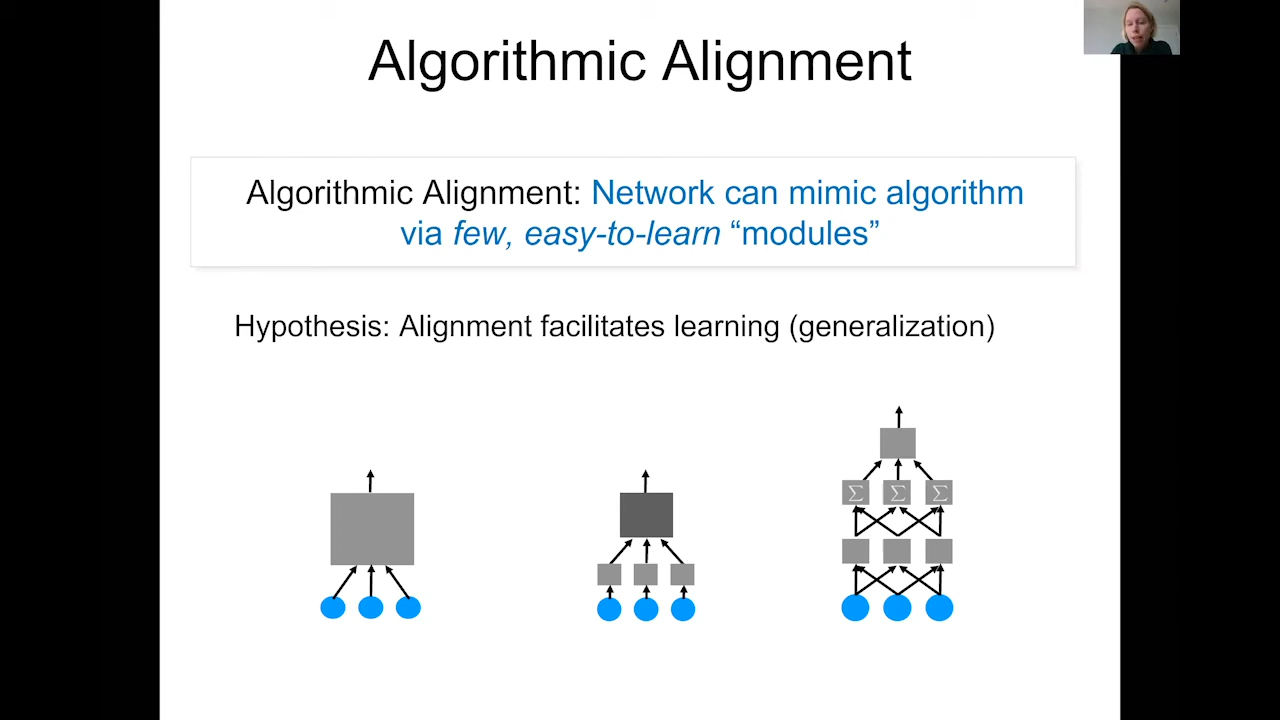 Algorithmic Alignment
Algorithmic Alignment: Network can mimic algorithm
via few, easy-to-learn “modules”
Hypothesis: Alignment facilitates learning (generalization)
Σ Σ Σ